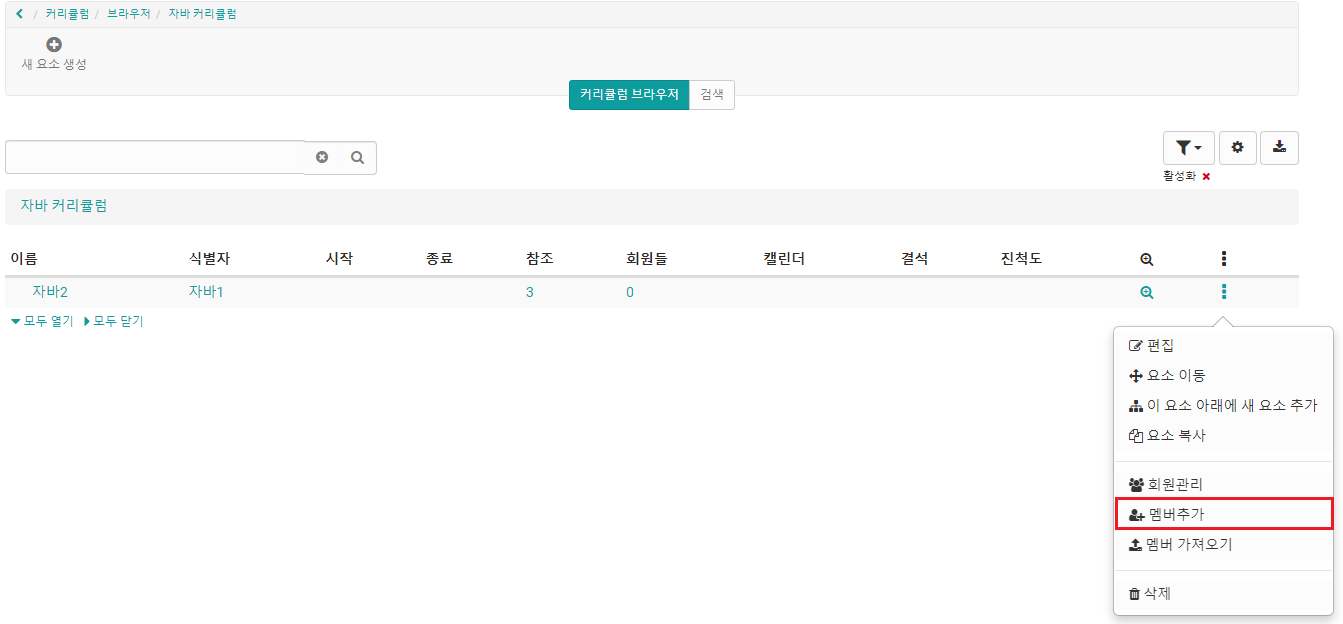 / 커리큘럼 / 브라우저 / 자바 커리큘럼
새 요소 생성
커리큘럼 브라우저 검색
활성화
자바 커리큘럼
이름 식별자 시작 종료 참조 회원들 캘린더 결석 진척도
자바2 자바1 3 0
모두 열기 모두 닫기
편집
요소 이동
이 요소 아래에 새 요소 추가
요소 복사
회원관리
멤버추가
멤버 가져오기
삭제